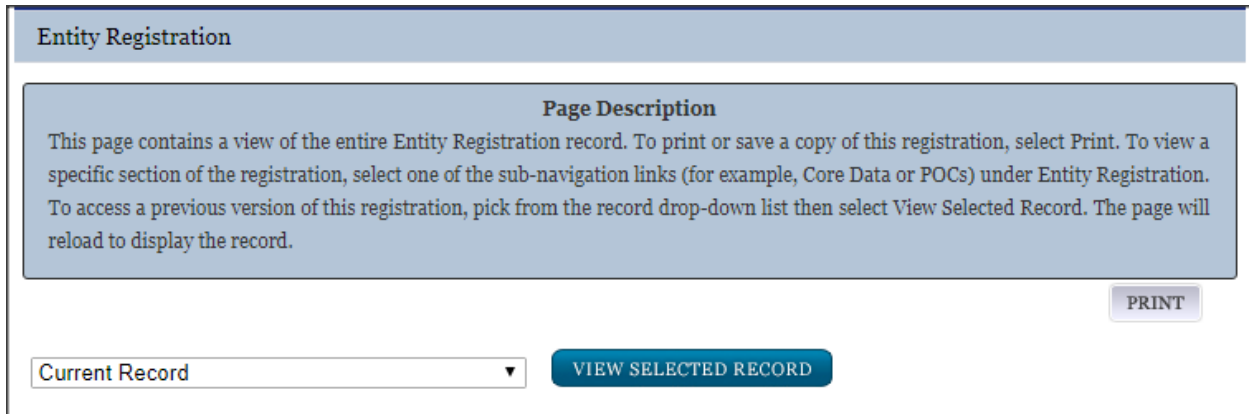 Entity Registration
Page Description
This page contains a view of the entire Entity Registration record. To print or save a copy of this registration, select Print. To view a
specific section of the registration, select one of the sub-navigation links (for example, Core Data or POCs) under Entity Registration.
To access a previous version of this registration, pick from the record drop-down list then select View Selected Record. The page will
reload to display the record.
PRINT
Current Record
VIEW SELECTED RECORD